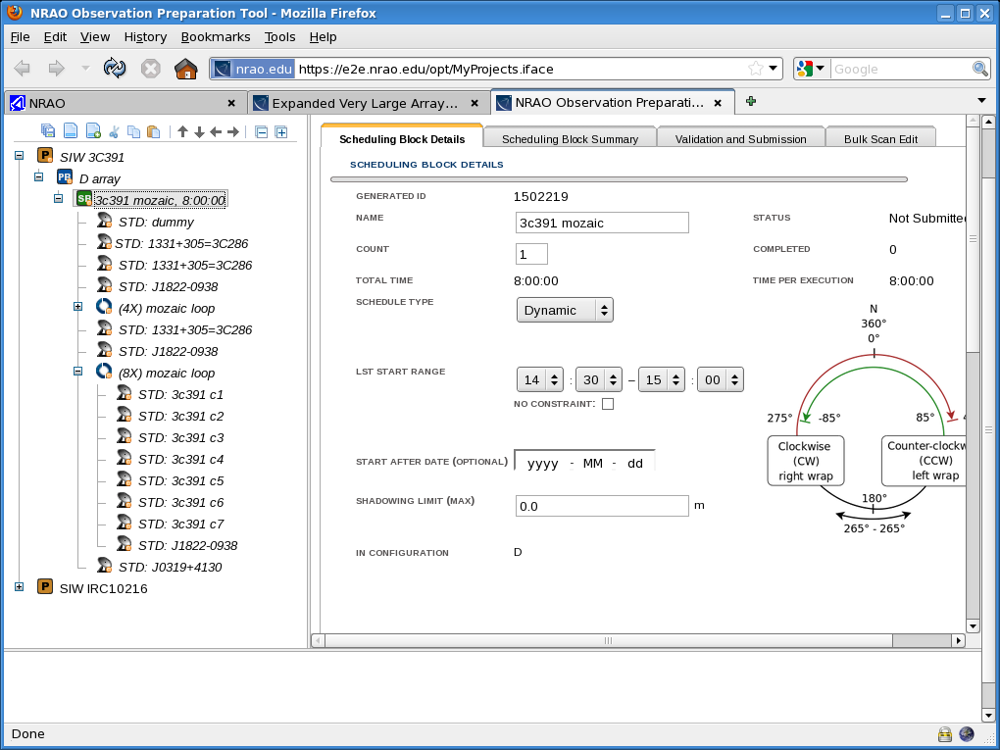 NRAO Observation Preparation Tool - Mozilla Firefox
File Edit View History Bookmarks Tools Help
nrao.edu https://e2e.nrao.edu/opt/MyProjects.iface
Google
NRAO
Expanded Very Large Array...
NRAO Observation Preparati...
P SIW 3C391
PB D array
SB 3c391 mozaic, 8:00:00
STD: dummy
STD: 1331+305=3C286
STD: 1331+305=3C286
STD: J1822-0938
(4X) mozaic loop
STD: 1331+305=3C286
STD: J1822-0938
(8X) mozaic loop
STD: 3c391 c1
STD: 3c391 c2
STD: 3c391 c3
STD: 3c391 c4
STD: 3c391 c5
STD: 3c391 c6
STD: 3c391 c7
STD: J1822-0938
STD: J0319+4130
P SIW IRC10216
Scheduling Block Details
Scheduling Block Summary
Validation and Submission
Bulk Scan Edit
SCHEDULING BLOCK DETAILS
GENERATED ID 1502219
NAME 3c391 mozaic STATUS Not Submitte
COUNT 1 COMPLETED 0
TOTAL TIME 8:00:00 TIME PER EXECUTION 8:00:00
SCHEDULE TYPE Dynamic
N
360°
0°
LST START RANGE 14 : 30 – 15 : 00
NO CONSTRAINT:
275° -85° 85° 4
Clockwise
(CW)
right wrap
Counter-clockw
(CCW)
left wrap
START AFTER DATE (OPTIONAL) yyyy - MM - dd
SHADOWING LIMIT (MAX) 0.0 m
180°
265° - 265°
IN CONFIGURATION D
Done